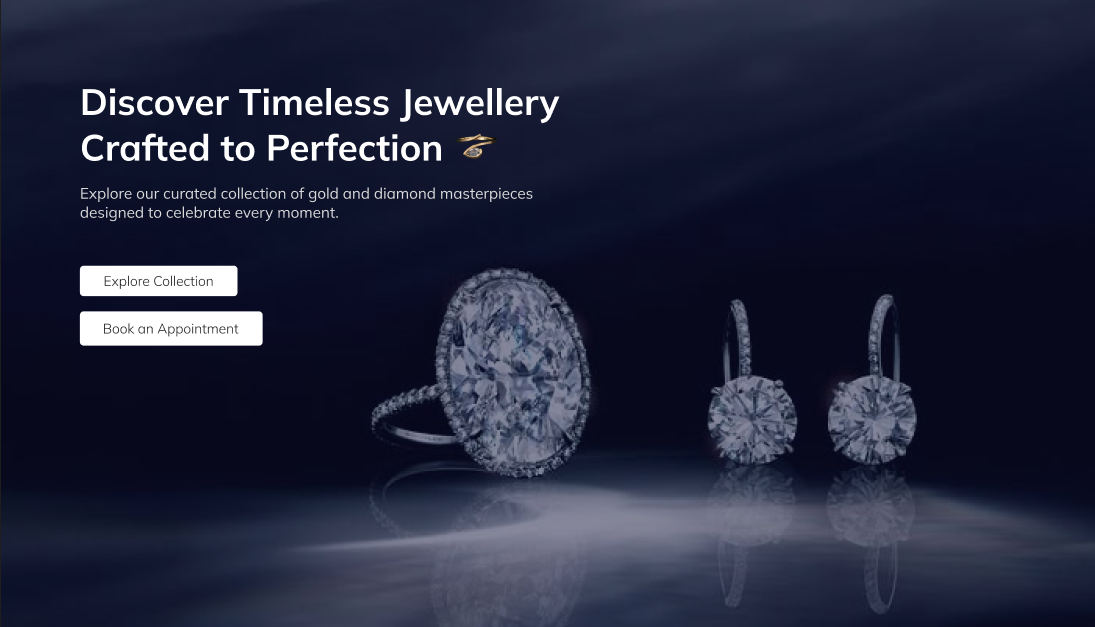 Discover Timeless Jewellery
Crafted to Perfection
Explore our curated collection of gold and diamond masterpieces
designed to celebrate every moment.
Explore Collection
Book an Appointment